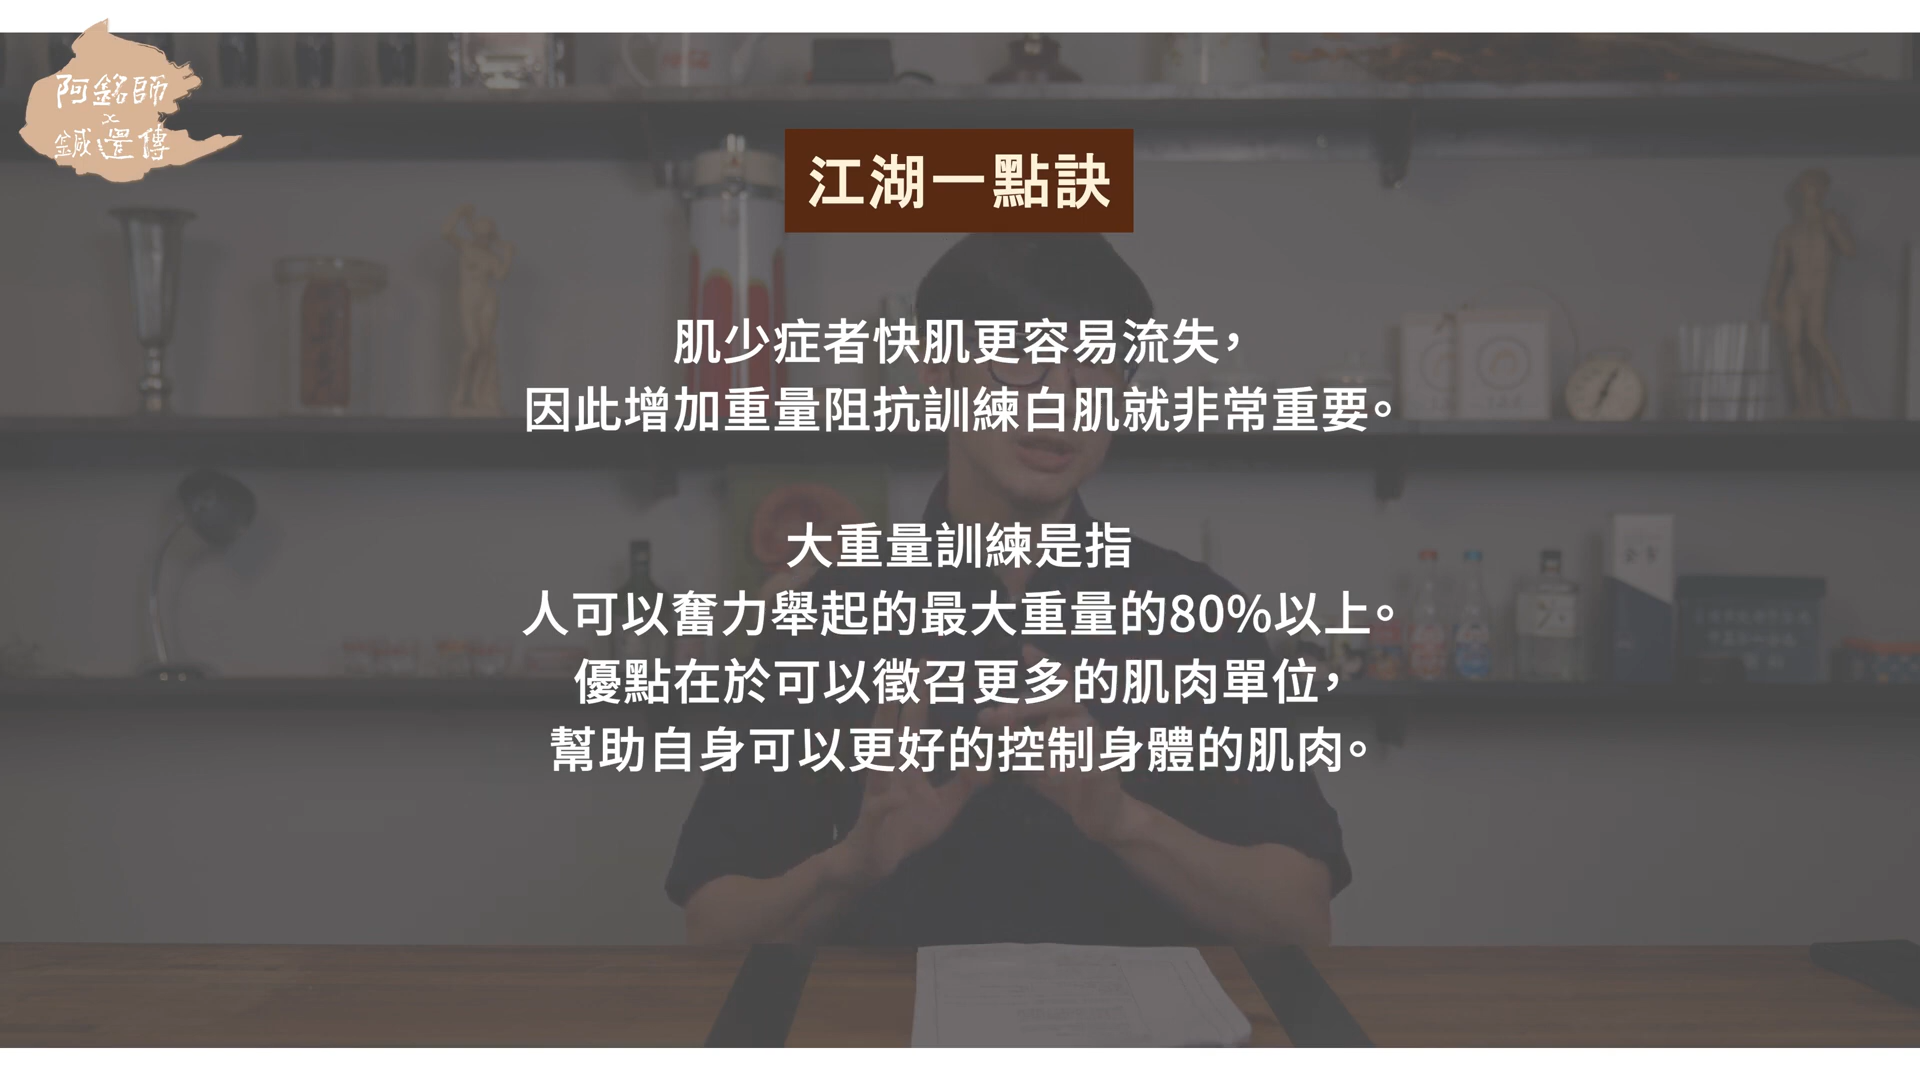 阿銘師
x
鍼還傳
江湖一點訣
肌少症者快肌更容易流失，
因此增加重量阻抗訓練白肌就非常重要。
大重量訓練是指
人可以奮力舉起的最大重量的80%以上。
優點在於可以徵召更多的肌肉單位，
幫助自身可以更好的控制身體的肌肉。